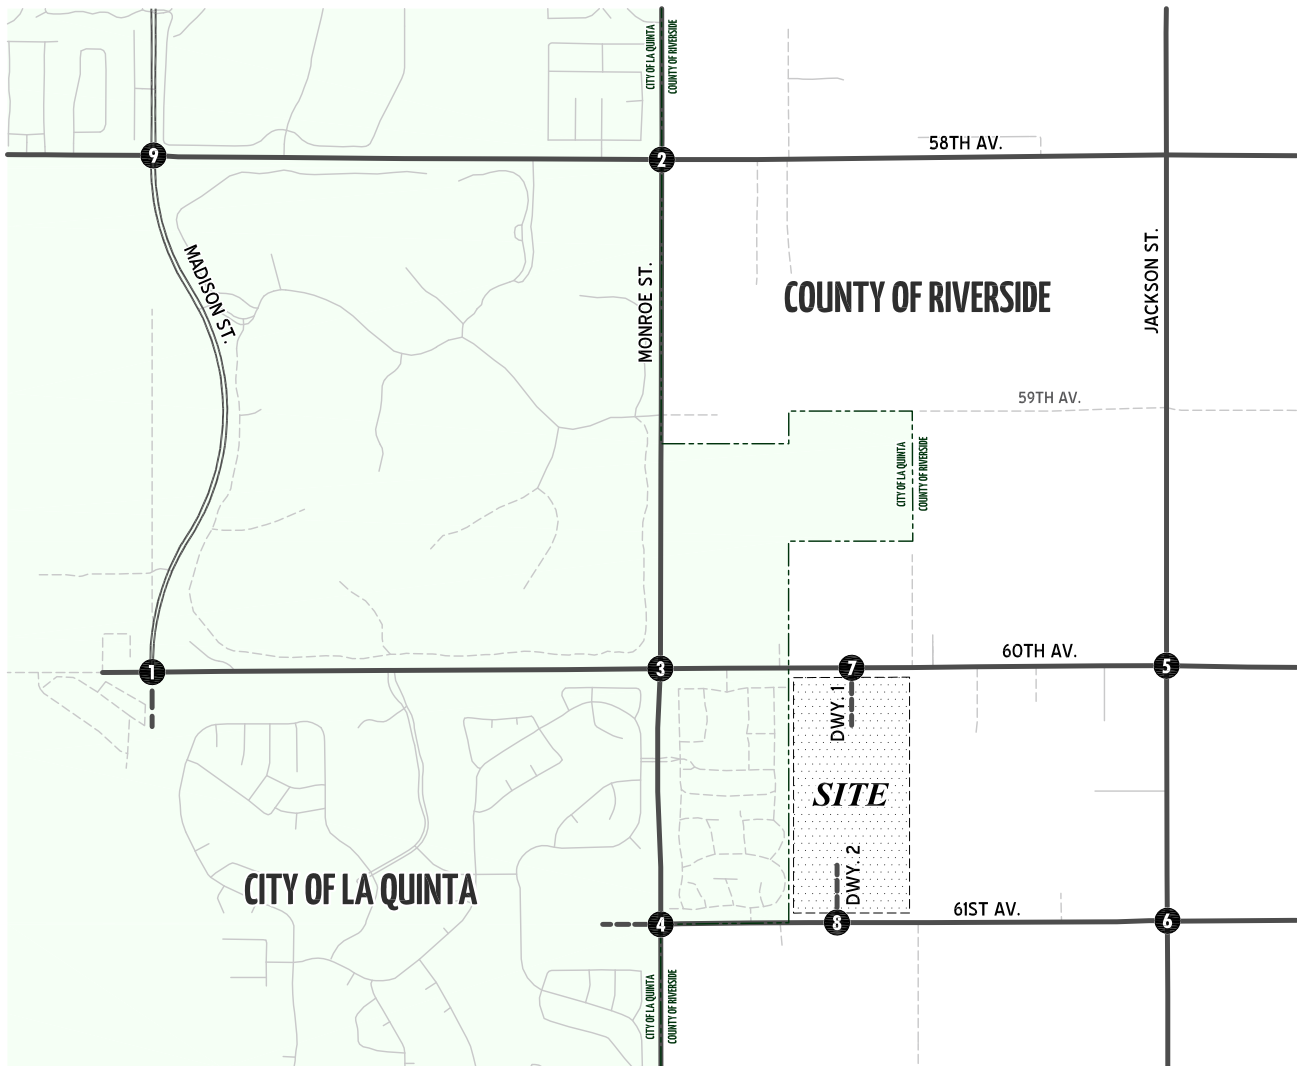 CITY OF LA QUINTA
COUNTY OF RIVERSIDE
9
2
58TH AV.
MADISON ST.
MONROE ST.
JACKSON ST.
COUNTY OF RIVERSIDE
59TH AV.
CITY OF LA QUINTA
COUNTY OF RIVERSIDE
1
3
7
60TH AV.
5
DWY. 1
SITE
DWY. 2
CITY OF LA QUINTA
4
8
61ST AV.
6
CITY OF LA QUINTA
COUNTY OF RIVERSIDE